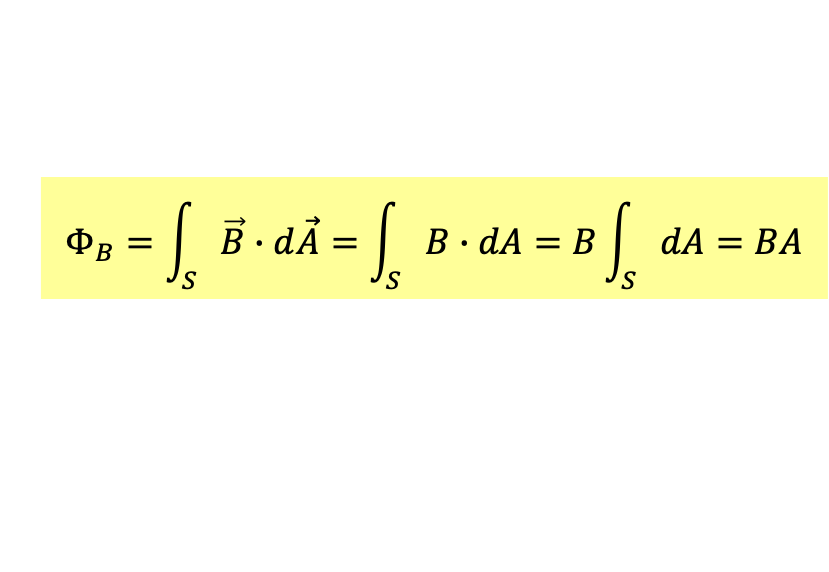 Φ_B = ∫_S B⃗ · dA⃗ = ∫_S B · dA = B ∫_S dA = BA